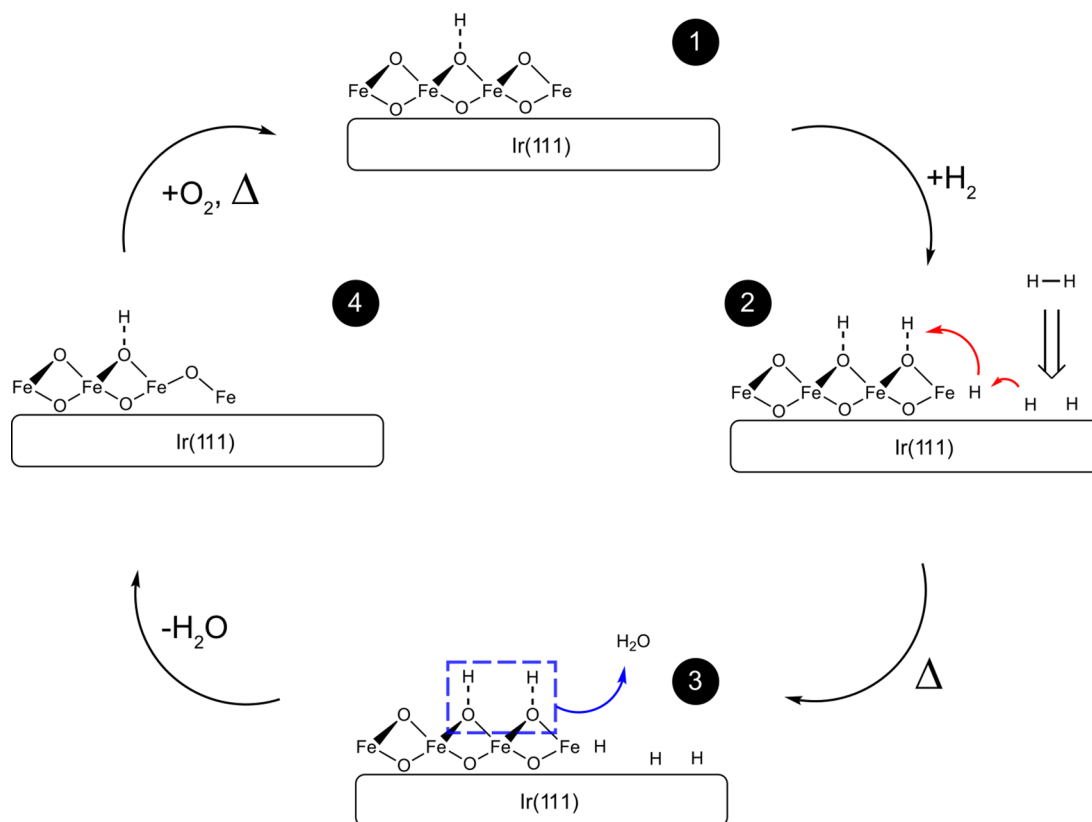 H
1
O O O
Fe Fe Fe Fe
O O O
Ir(111)
+O2, Δ
+H2
4
2
H—H
H
O O
Fe Fe Fe O Fe
O O
Ir(111)
H H
O O O
Fe Fe Fe Fe H
O O O
H H
Ir(111)
-H2O
Δ
H2O
3
H H
O O O
Fe Fe Fe Fe H
O O O
H H
Ir(111)